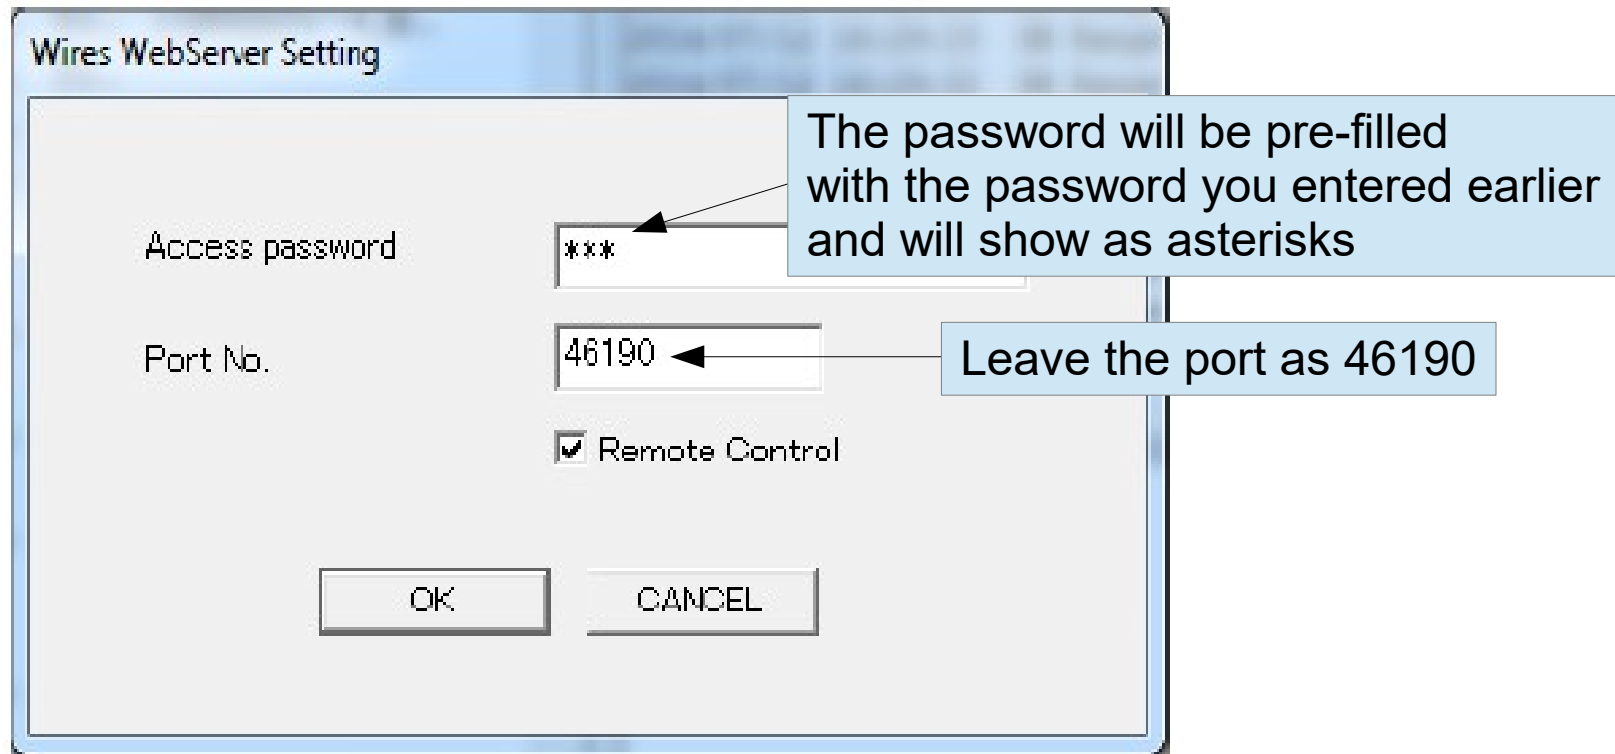 Wires WebServer Setting
The password will be pre-filled
with the password you entered earlier
and will show as asterisks
Access password
***
Port No.
46190
Leave the port as 46190
Remote Control
OK
CANCEL